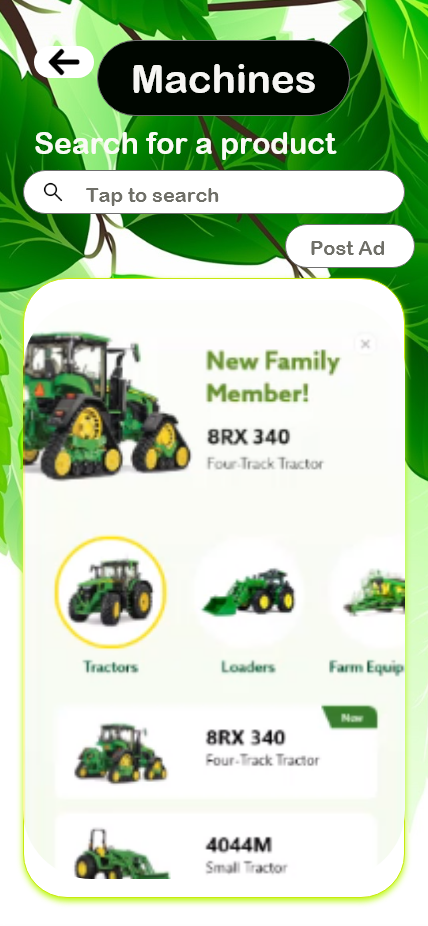 Machines
Search for a product
Tap to search
Post Ad
New Family
Member!
8RX 340
Four-Track Tractor
Tractors
Loaders
Farm Equip
New
8RX 340
Four-Track Tractor
4044M
Small Tractor